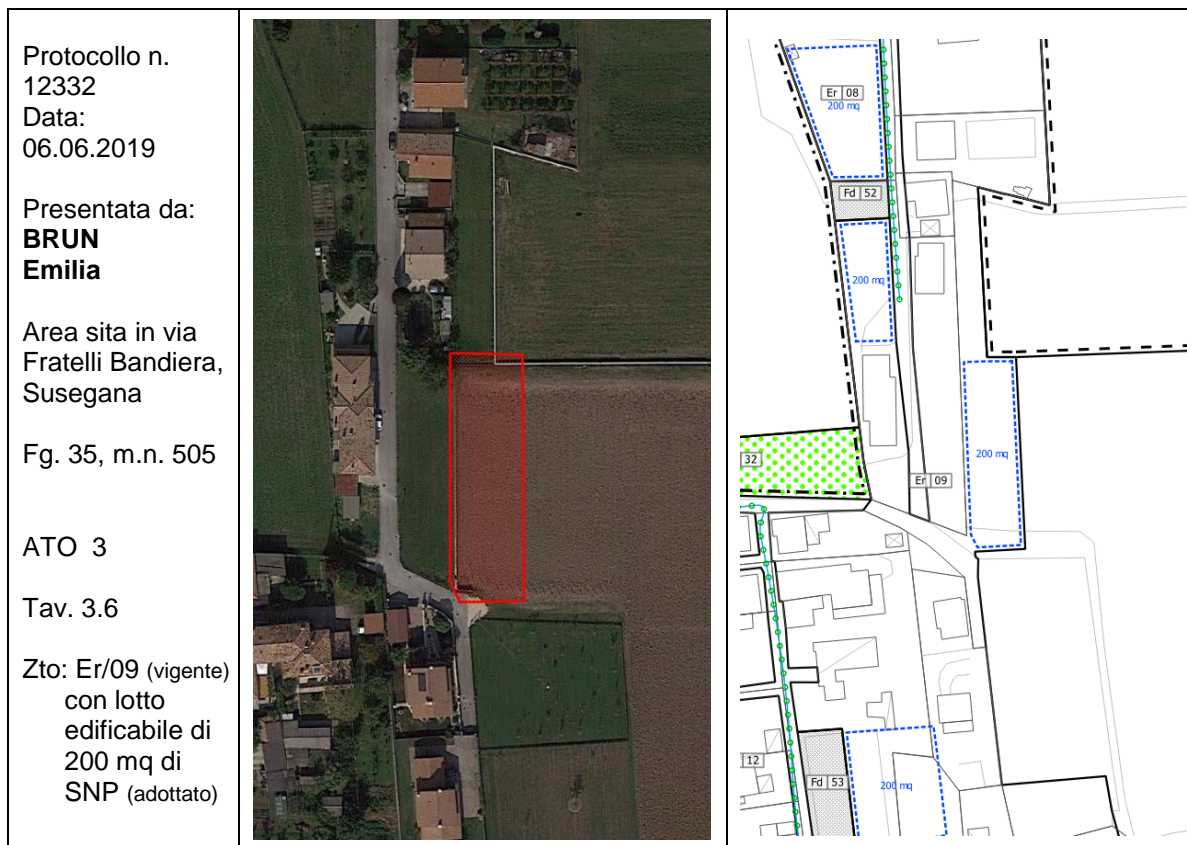 Protocollo n.
12332
Data:
06.06.2019
Presentata da:
BRUN
Emilia
Area sita in via
Fratelli Bandiera,
Susegana
Fg. 35, m.n. 505
ATO 3
Tav. 3.6
Zto: Er/09 (vigente)
con lotto
edificabile di
200 mq di
SNP (adottato)
Er 08
200 mq
Fd 52
200 mq
200 mq
32
Er 09
12
Fd 53
200 mq